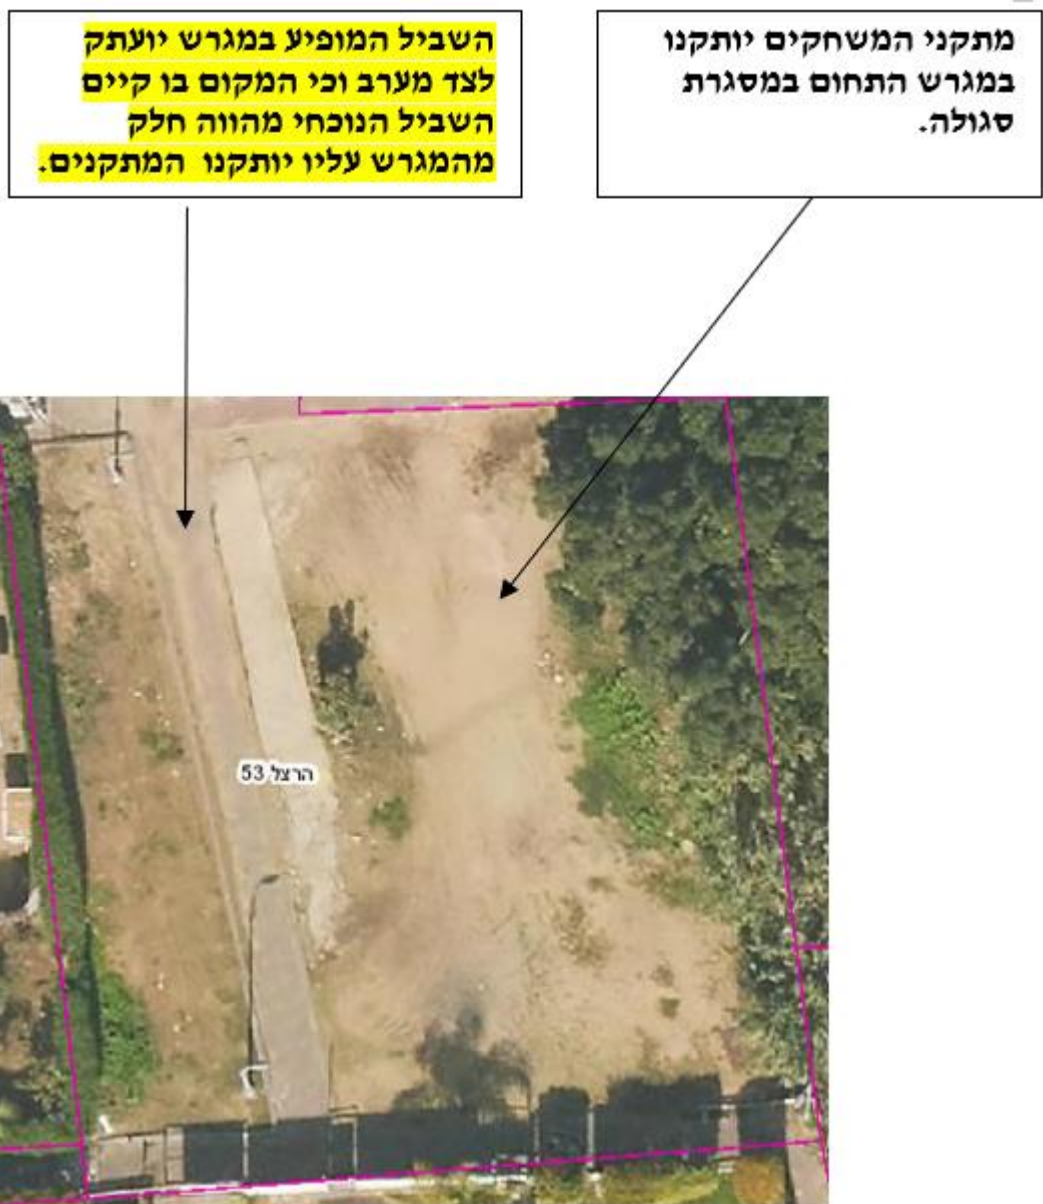 מתקני המשחקים יותקנו
במגרש התחום במסגרת
סגולה.
השביל המופיע במגרש יועתק
לצד מערב וכי המקום בו קיים
השביל הנוכחי מהווה חלק
מהמגרש עליו יותקנו המתקנים.
הרצל 53